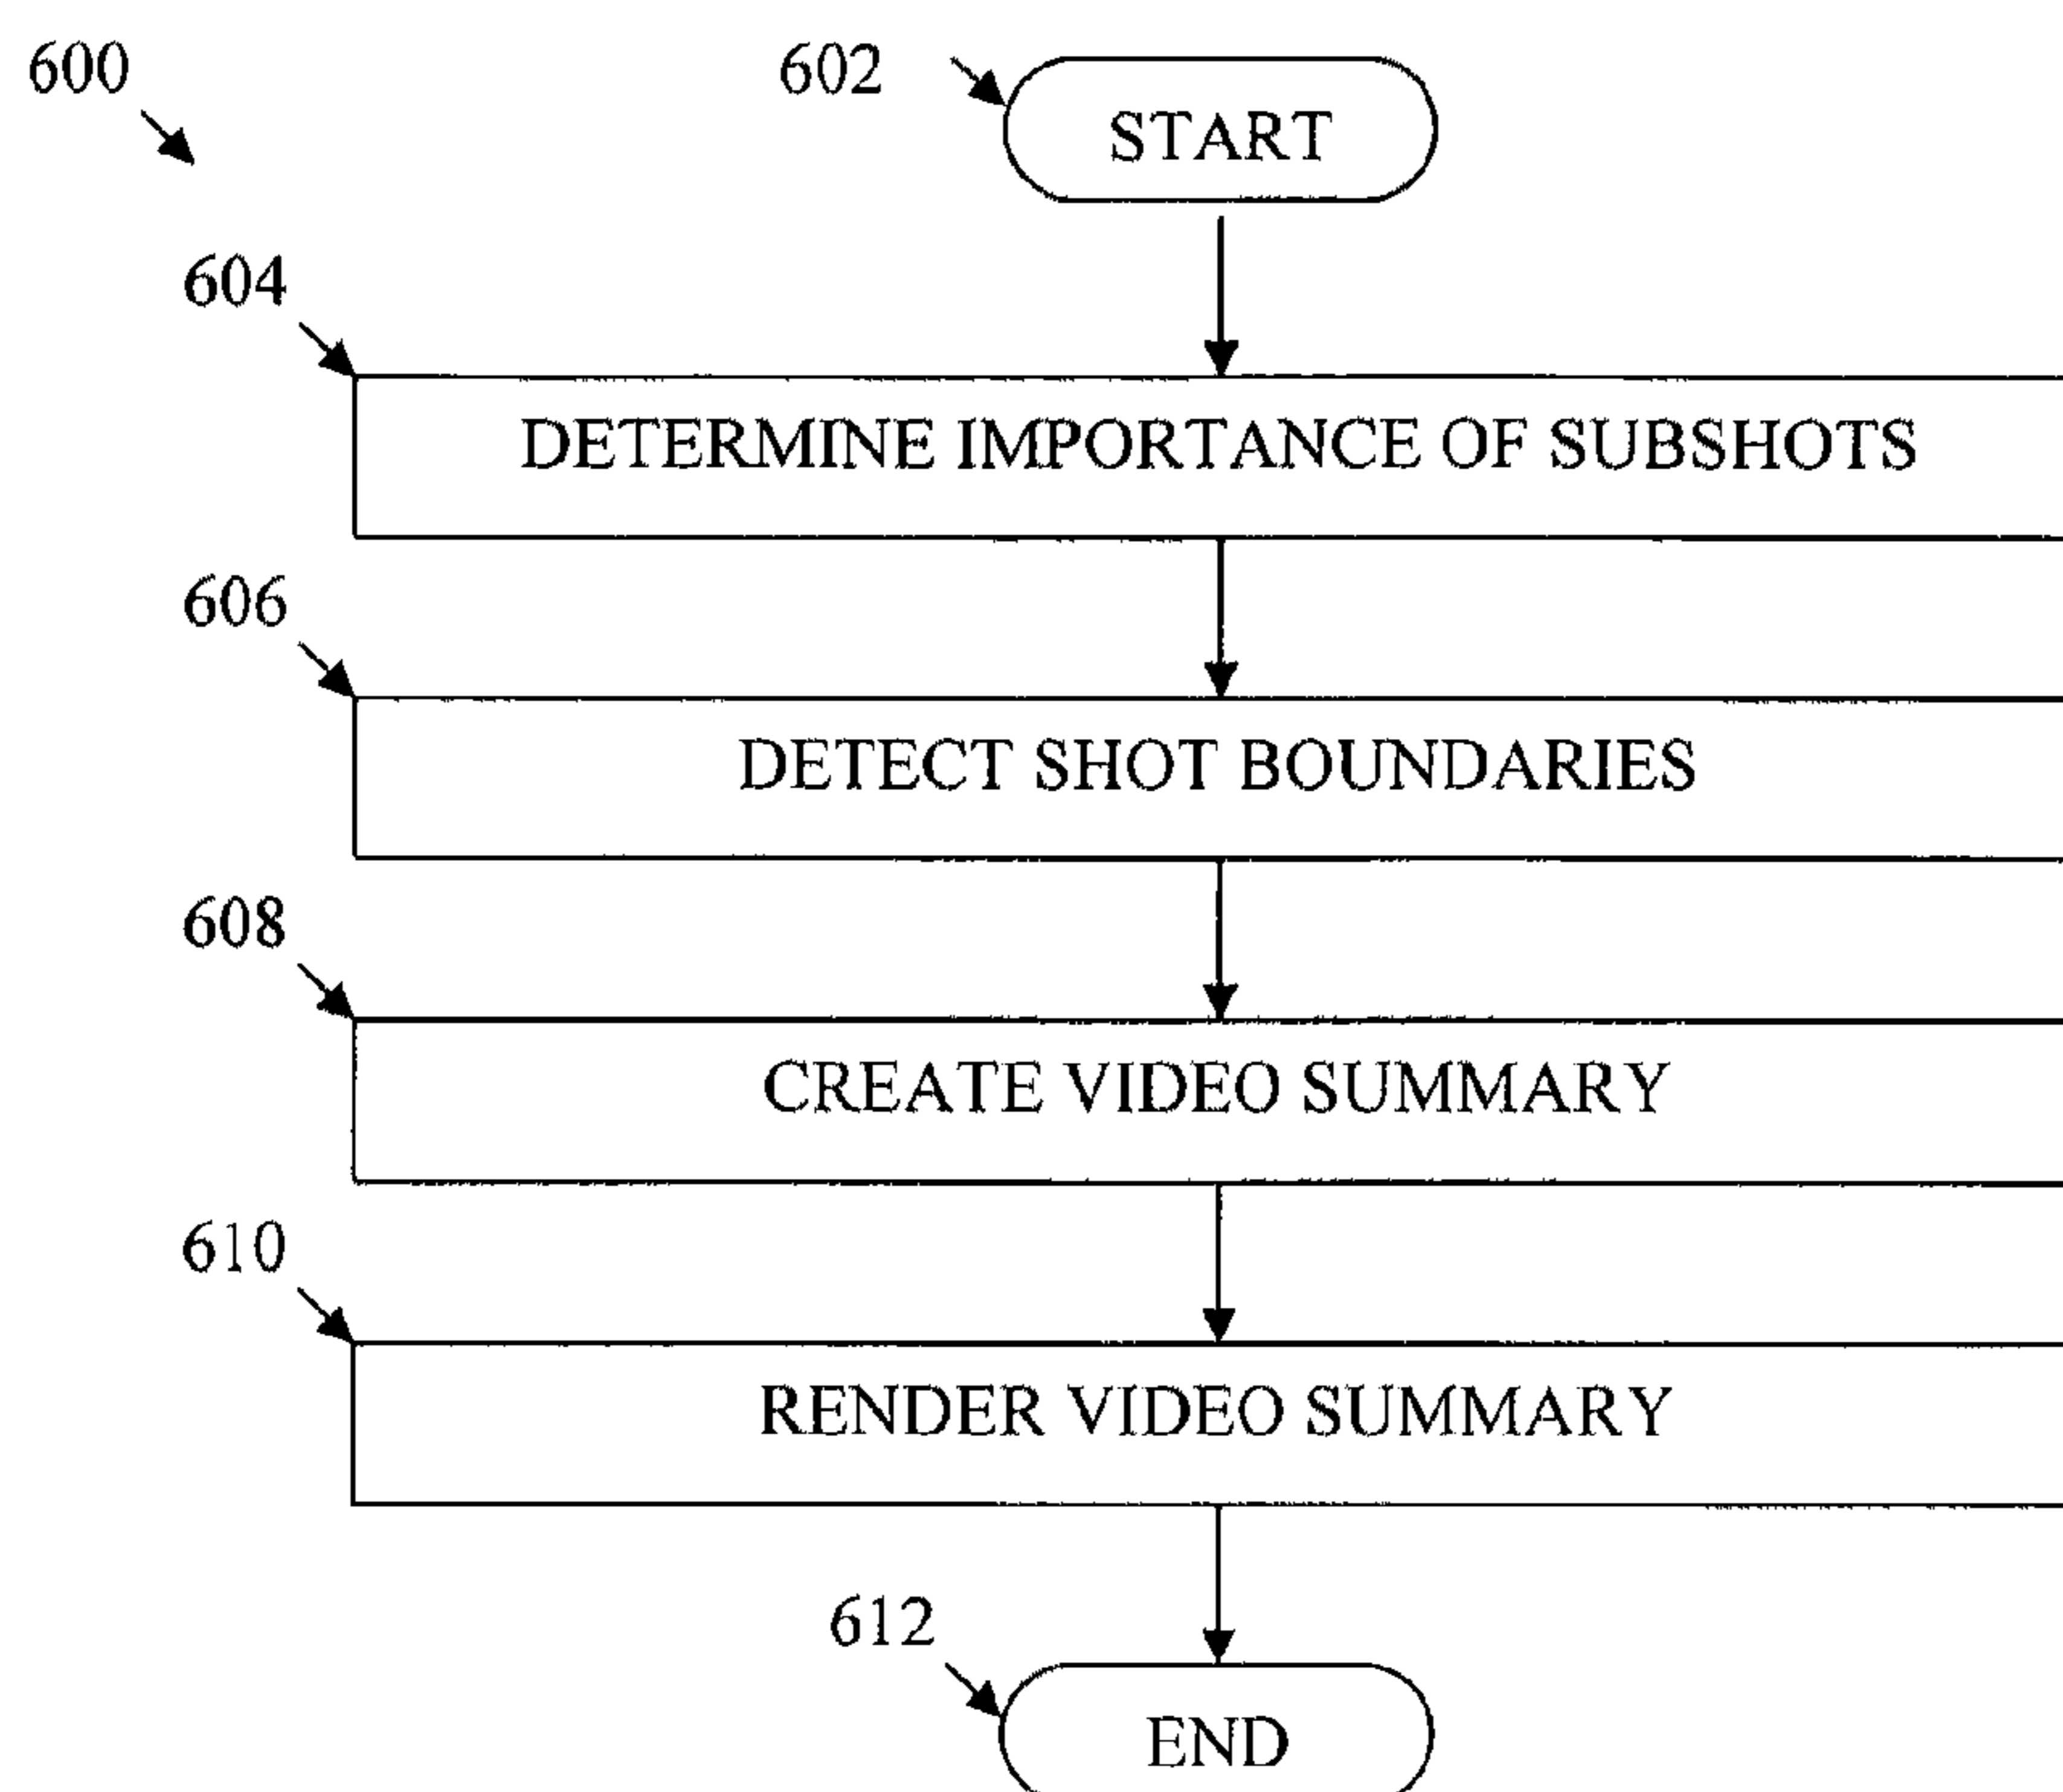 600
602
START
604
DETERMINE IMPORTANCE OF SUBSHOTS
606
DETECT SHOT BOUNDARIES
608
CREATE VIDEO SUMMARY
610
RENDER VIDEO SUMMARY
612
END